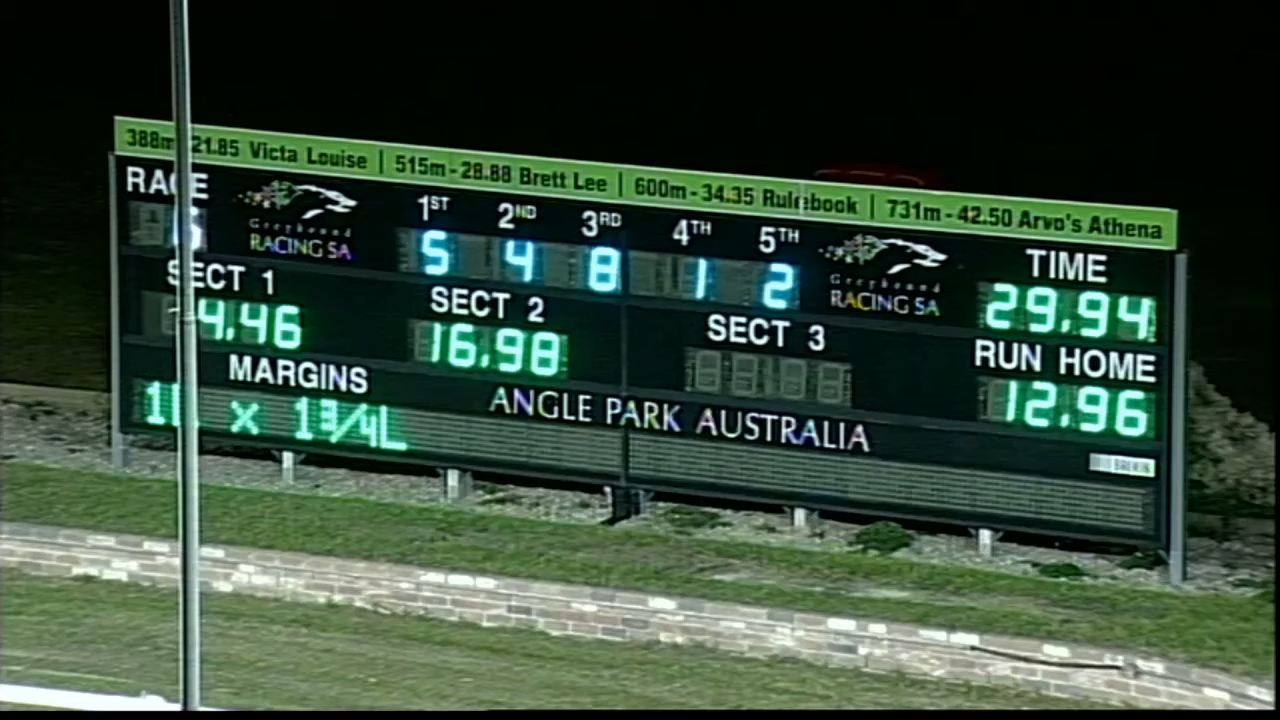 388m 21.85 Victa Louise | 515m - 28.88 Brett Lee | 600m - 34.35 Rulebook | 731m - 42.50 Arvo's Athena
RACE 1ST 2ND 3RD 4TH 5TH
Greyhound RACING SA 5 4 8 1 2 Greyhound RACING SA TIME
29.94
SECT 1 SECT 2 SECT 3 RUN HOME
4.46 16.98 12.96
MARGINS ANGLE PARK AUSTRALIA
1L x 1 3/4L